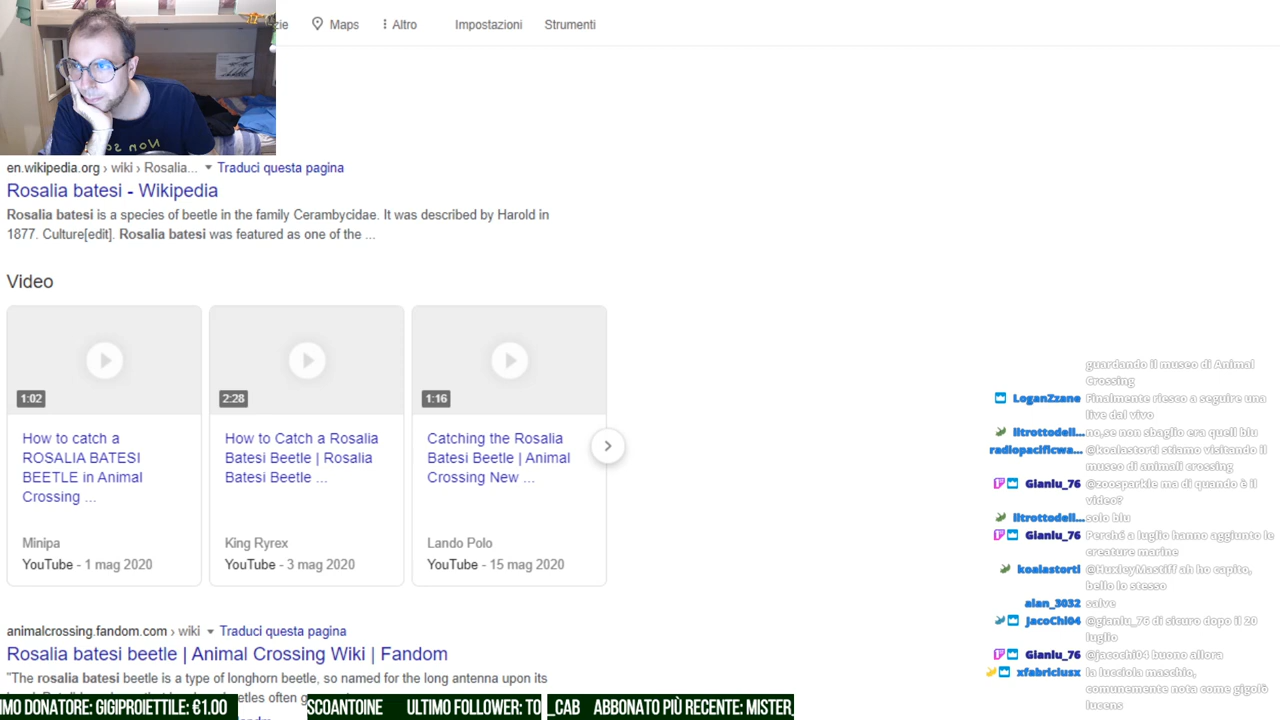 Maps
Altro
Impostazioni
Strumenti
en.wikipedia.org › wiki › Rosalia...
Traduci questa pagina
Rosalia batesi - Wikipedia
Rosalia batesi is a species of beetle in the family Cerambycidae. It was described by Harold in
1877. Culture[edit]. Rosalia batesi was featured as one of the ...
Video
1:02
How to catch a
ROSALIA BATESI
BEETLE in Animal
Crossing ...
Minipa
YouTube - 1 mag 2020
2:28
How to Catch a Rosalia
Batesi Beetle | Rosalia
Batesi Beetle ...
King Ryrex
YouTube - 3 mag 2020
1:16
Catching the Rosalia
Batesi Beetle | Animal
Crossing New ...
Lando Polo
YouTube - 15 mag 2020
animalcrossing.fandom.com › wiki
Traduci questa pagina
Rosalia batesi beetle | Animal Crossing Wiki | Fandom
"The rosalia batesi beetle is a type of longhorn beetle, so named for the long antenna upon its
guardando il museo di Animal
Crossing
LoganZzane Finalmente riesco a seguire una
live dal vivo
iltrottodell... no,se non sbaglio era quell blu
radiopacificwa... @koalastorti stiamo visitando il
museo di animali crossing
Gianlu_76 @zoosparkle ma di quando è il
video?
iltrottodell... solo blu
Gianlu_76 Perché a luglio hanno aggiunto le
creature marine
koalastorti @HuxleyMastiff ah ho capito,
bello lo stesso
alan_3032 salve
JacoChi04 @gianlu_76 di sicuro dopo il 20
luglio
Gianlu_76 @jacochi04 buono allora
xfabriciusx la lucciola maschio,
comunemente nota come gigolò
lucens
IMO DONATORE: GIGIPROIETTILE: €1.00
SCOANTOINE
ULTIMO FOLLOWER: TO
_CAB
ABBONATO PIÙ RECENTE: MISTER_